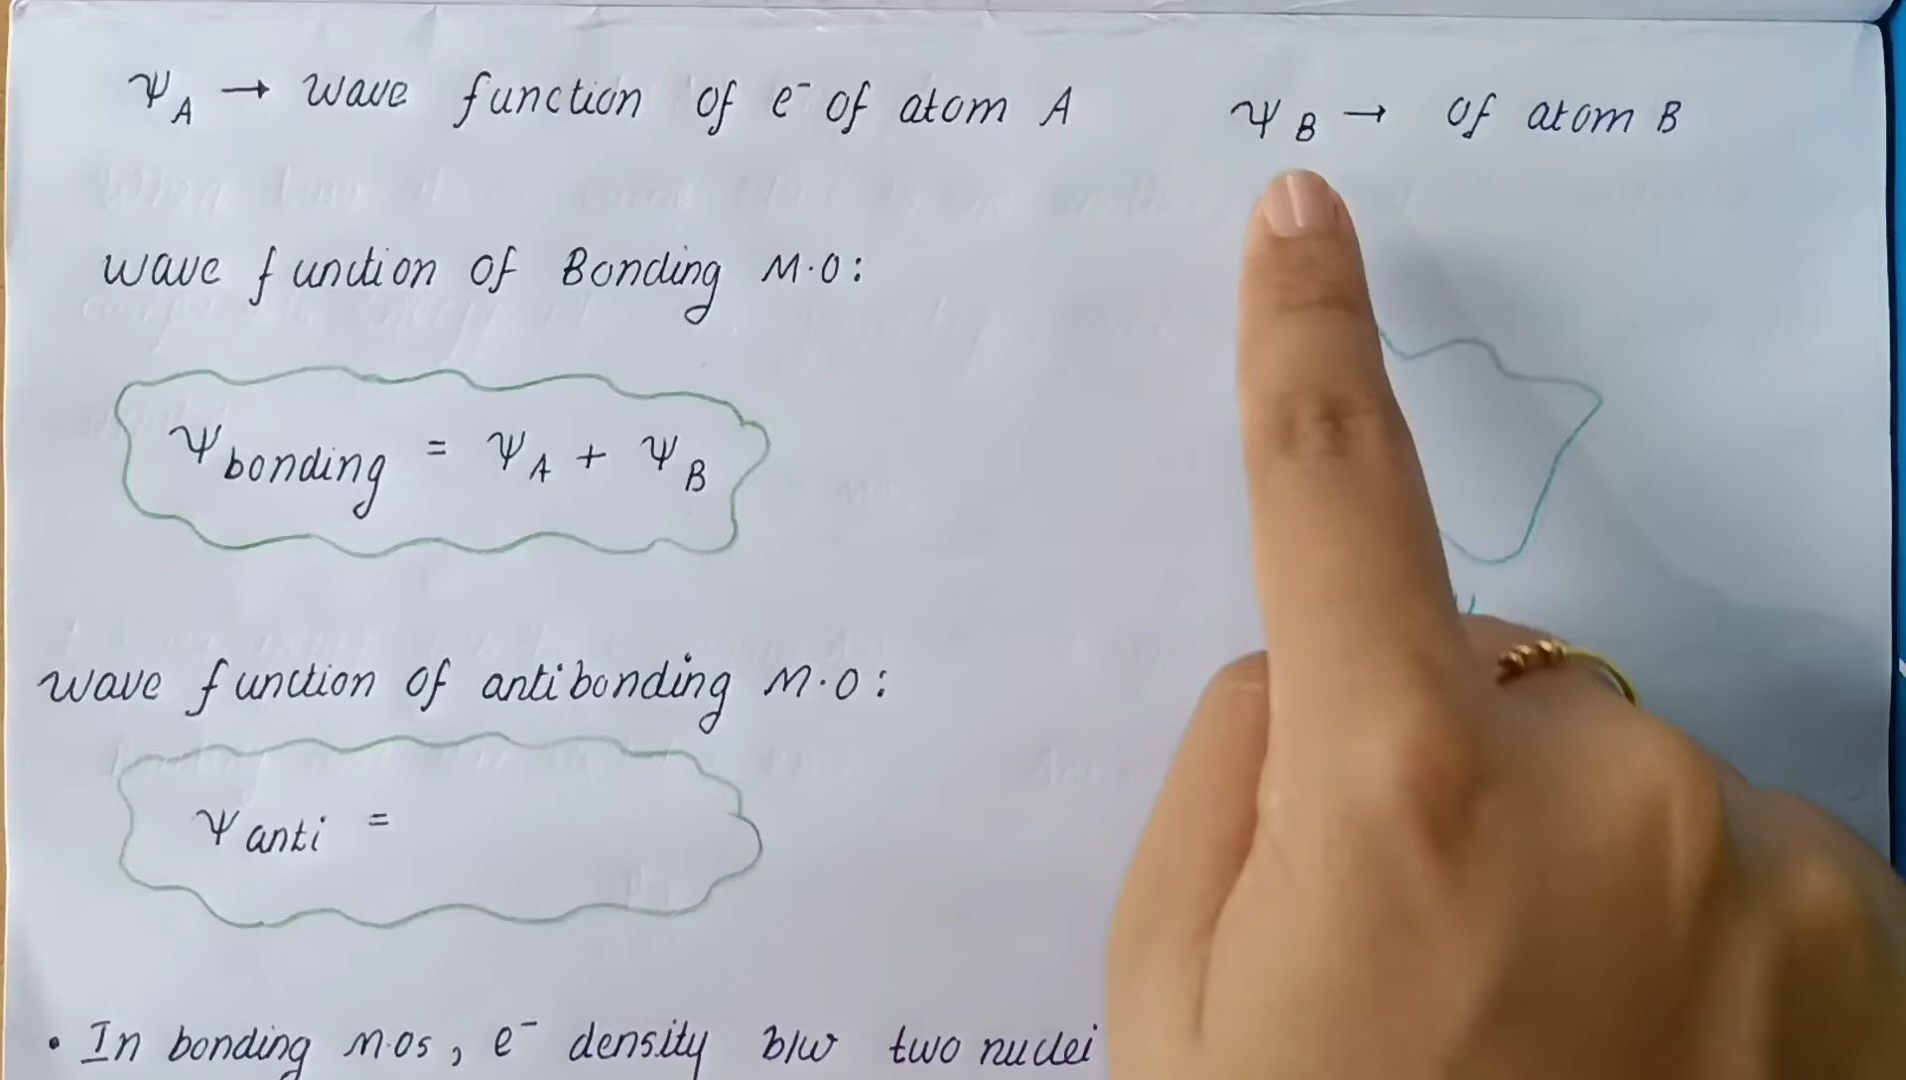 ψA → wave function of e⁻ of atom A
ψB → of atom B
wave function of Bonding M.O:
ψbonding = ψA + ψB
wave function of antibonding M.O:
ψanti =
• In bonding M.Os, e⁻ density b/w two nuclei